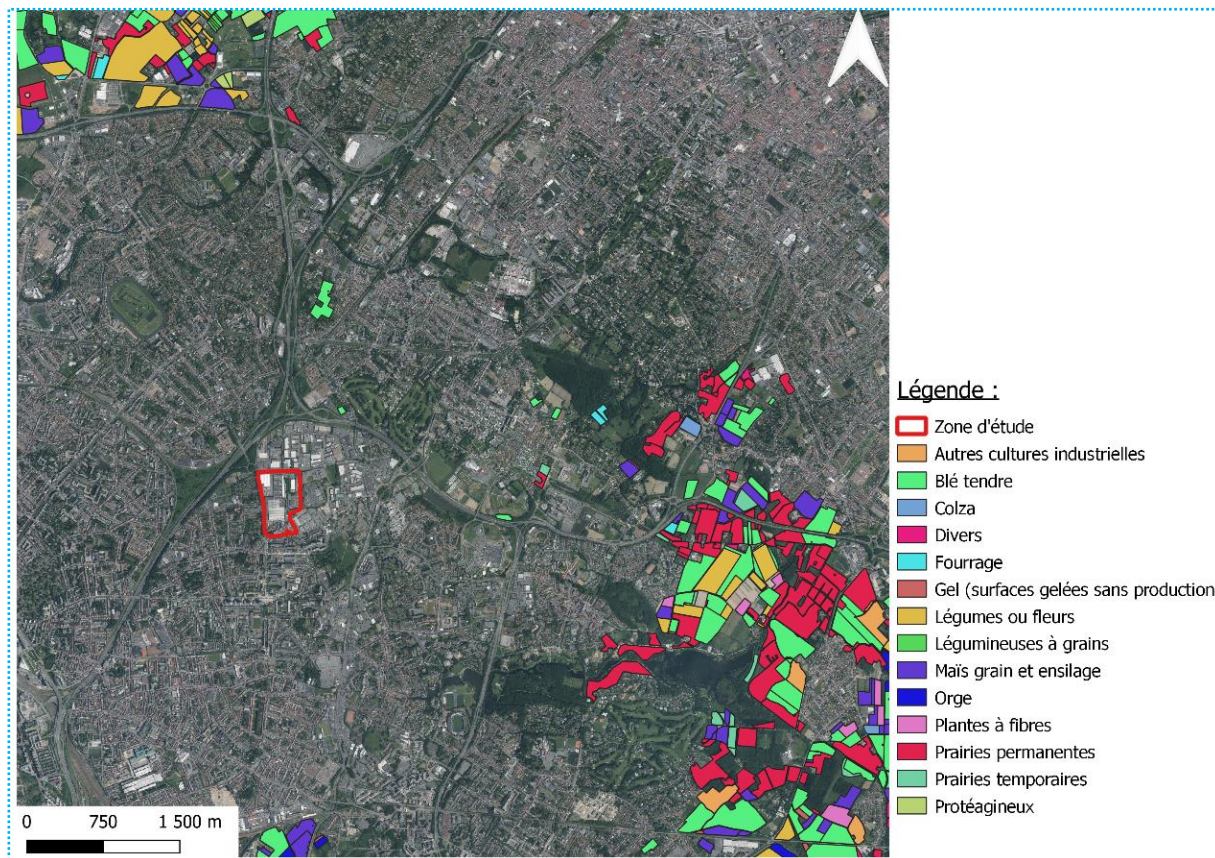 Légende :
Zone d'étude
Autres cultures industrielles
Blé tendre
Colza
Divers
Fourrage
Gel (surfaces gelées sans production
Légumes ou fleurs
Légumineuses à grains
Maïs grain et ensilage
Orge
Plantes à fibres
Prairies permanentes
Prairies temporaires
Protéagineux
0 750 1 500 m